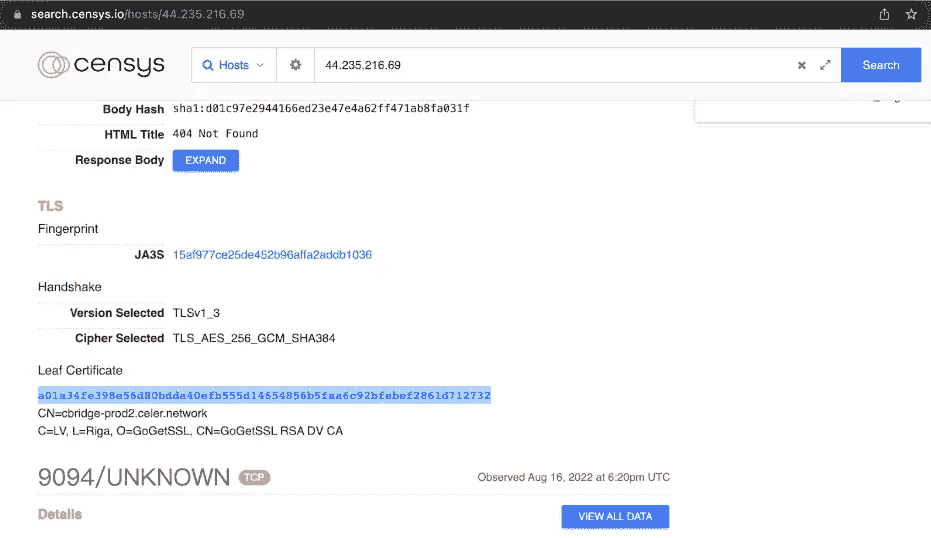 search.censys.io/hosts/44.235.216.69
censys
Hosts
44.235.216.69
Search
Body Hash sha1:d01c97e2944166ed23e47e4a62ff471ab8fa031f
HTML Title 404 Not Found
Response Body EXPAND
TLS
Fingerprint
JA3S 15af977ce25de452b96affa2addb1036
Handshake
Version Selected TLSv1_3
Cipher Selected TLS_AES_256_GCM_SHA384
Leaf Certificate
a01a34fe398e56d80bdda40efb555d14654856b5faa6c92bfebef2861d712732
CN=cbridge-prod2.celer.network
C=LV, L=Riga, O=GoGetSSL, CN=GoGetSSL RSA DV CA
9094/UNKNOWN TCP Observed Aug 16, 2022 at 6:20pm UTC
Details VIEW ALL DATA